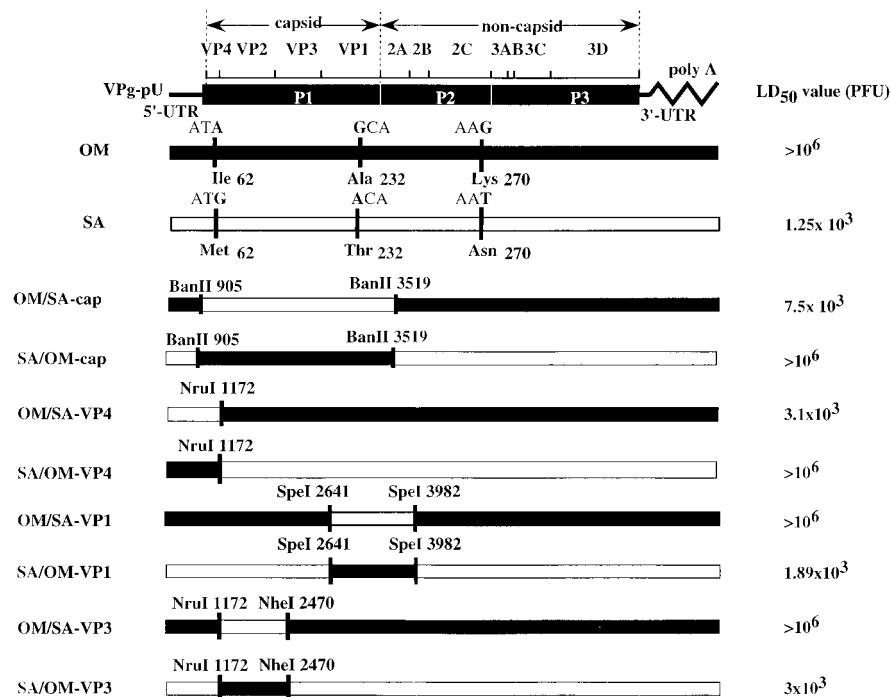 capsid non-capsid
VP4 VP2 VP3 VP1 2A 2B 2C 3AB 3C 3D
poly A
VPg-pU P1 P2 P3 LD50 value (PFU)
5'-UTR 3'-UTR
ATA GCA AAG
OM >10^6
Ile 62 Ala 232 Lys 270
ATG ACA AAT
SA 1.25x 10^3
Met 62 Thr 232 Asn 270
BanII 905 BanII 3519
OM/SA-cap 7.5x 10^3
BanII 905 BanII 3519
SA/OM-cap >10^6
NruI 1172
OM/SA-VP4 3.1x10^3
NruI 1172
SA/OM-VP4 >10^6
SpeI 2641 SpeI 3982
OM/SA-VP1 >10^6
SpeI 2641 SpeI 3982
SA/OM-VP1 1.89x10^3
NruI 1172 NheI 2470
OM/SA-VP3 >10^6
NruI 1172 NheI 2470
SA/OM-VP3 3x10^3